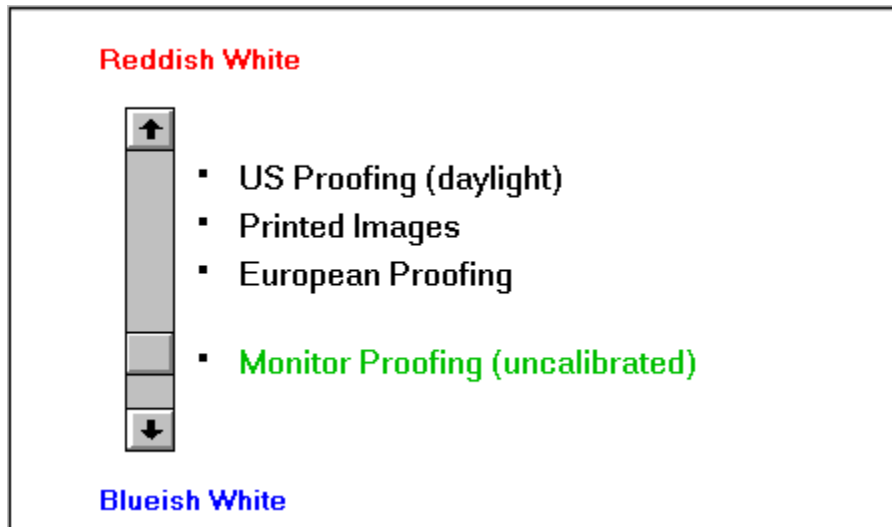 Reddish White
▪ US Proofing (daylight)
▪ Printed Images
▪ European Proofing
▪ Monitor Proofing (uncalibrated)
Blueish White